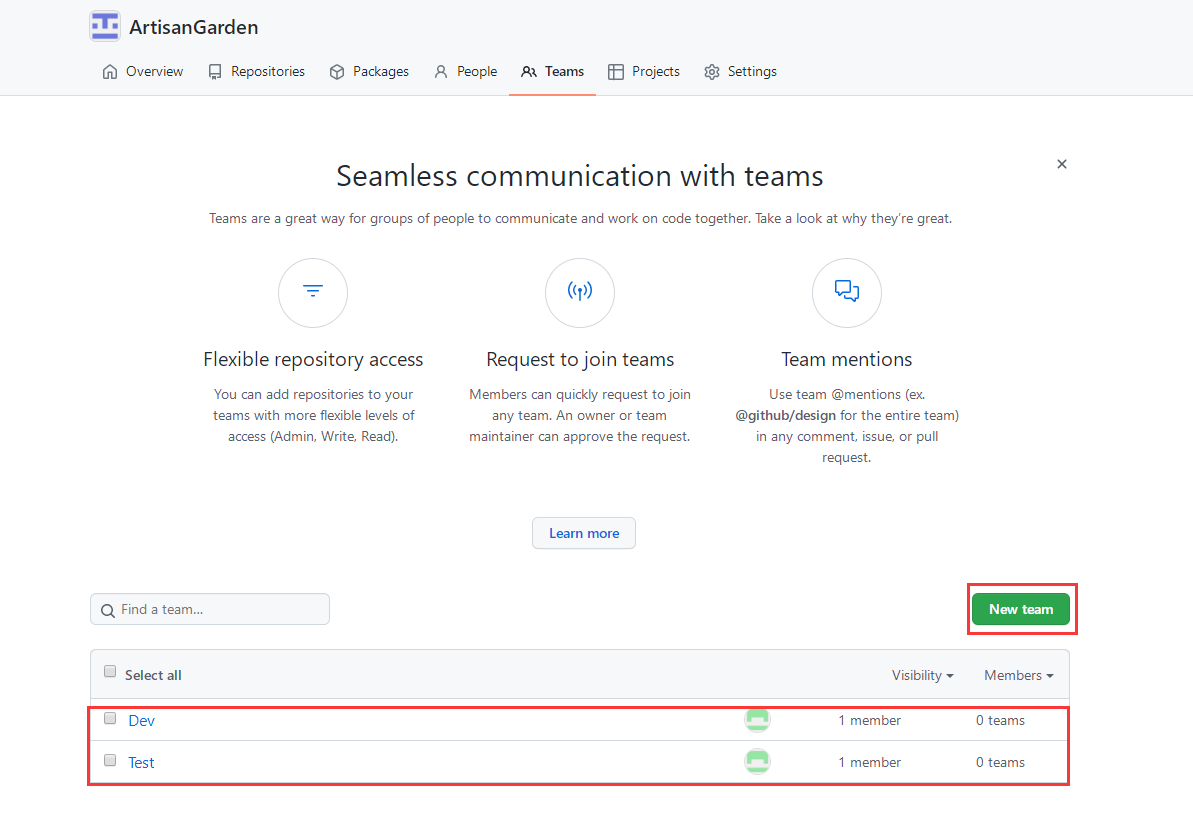 ArtisanGarden
Overview Repositories Packages People Teams Projects Settings
Seamless communication with teams
Teams are a great way for groups of people to communicate and work on code together. Take a look at why they’re great.
Flexible repository access
You can add repositories to your
teams with more flexible levels of
access (Admin, Write, Read).
Request to join teams
Members can quickly request to join
any team. An owner or team
maintainer can approve the request.
Team mentions
Use team @mentions (ex.
@github/design for the entire team)
in any comment, issue, or pull
request.
Learn more
Find a team...
New team
Select all Visibility Members
Dev 1 member 0 teams
Test 1 member 0 teams